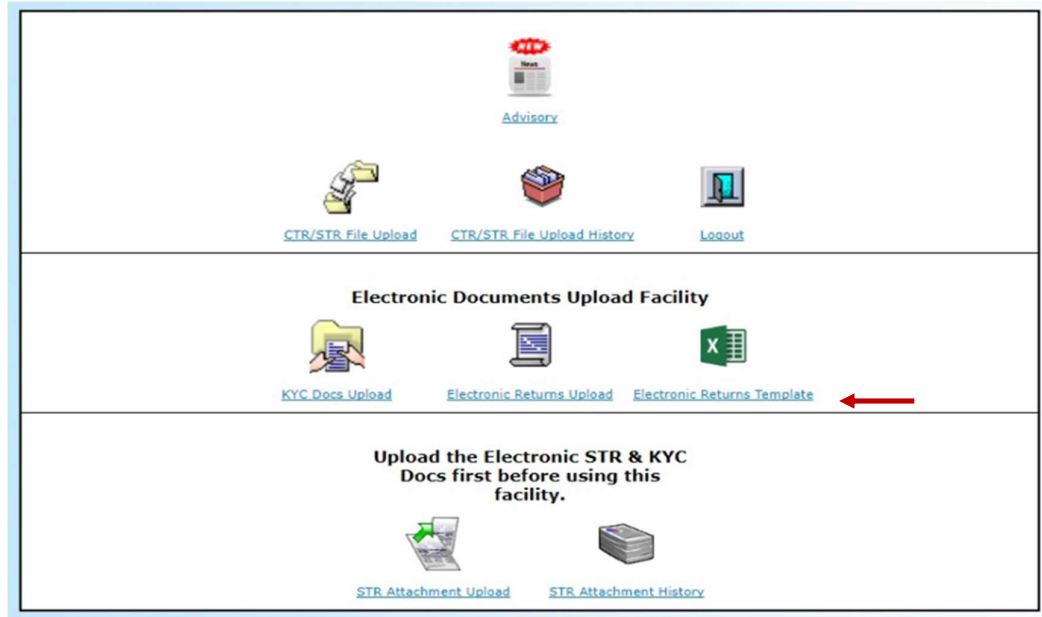 NEW
News
Advisory
CTR/STR File Upload CTR/STR File Upload History Logout
Electronic Documents Upload Facility
X
KYC Docs Upload Electronic Returns Upload Electronic Returns Template
Upload the Electronic STR & KYC
Docs first before using this
facility.
STR Attachment Upload STR Attachment History